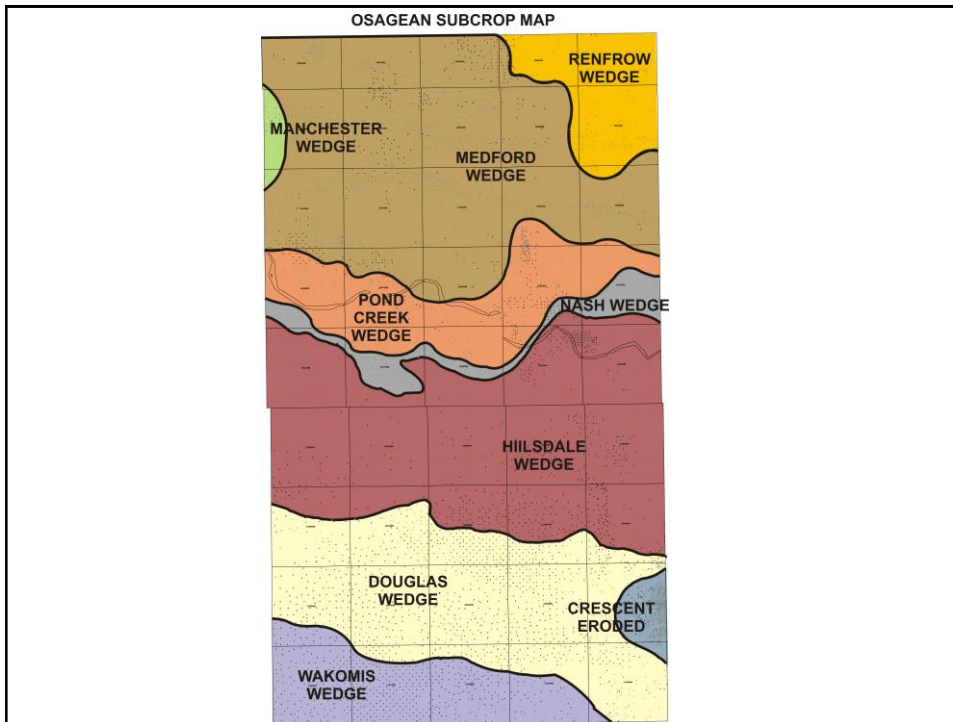 OSAGEAN SUBCROP MAP
RENFROW
WEDGE
MANCHESTER
WEDGE
MEDFORD
WEDGE
POND
CREEK
WEDGE
NASH WEDGE
HIILSDALE
WEDGE
DOUGLAS
WEDGE
CRESCENT
ERODED
WAKOMIS
WEDGE